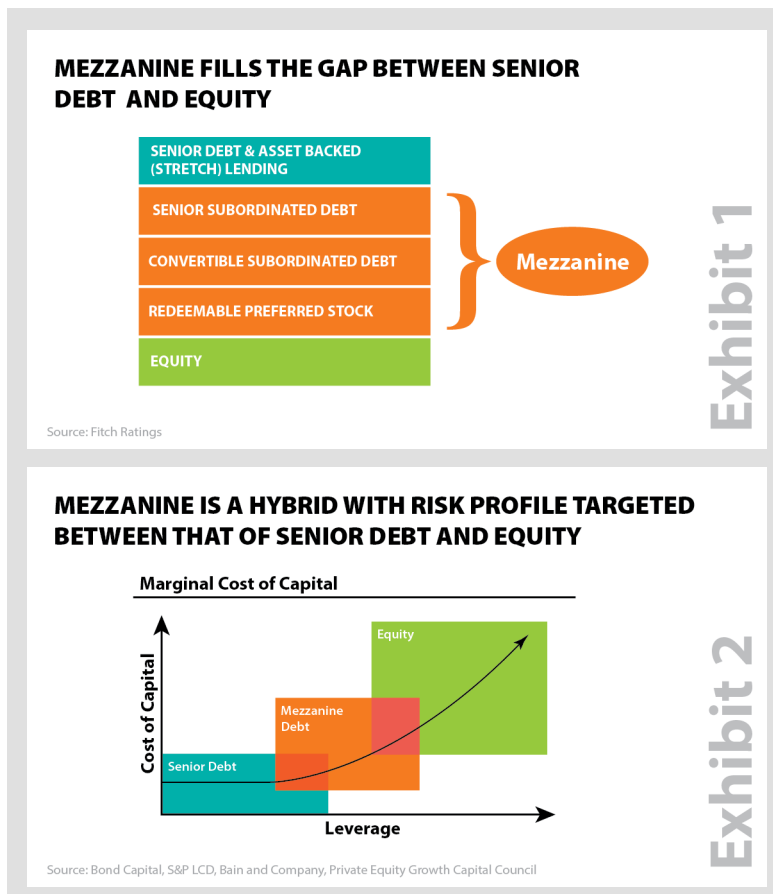 MEZZANINE FILLS THE GAP BETWEEN SENIOR
DEBT AND EQUITY
SENIOR DEBT & ASSET BACKED
(STRETCH) LENDING
SENIOR SUBORDINATED DEBT
CONVERTIBLE SUBORDINATED DEBT
REDEEMABLE PREFERRED STOCK
EQUITY
Mezzanine
Exhibit 1
Source: Fitch Ratings
MEZZANINE IS A HYBRID WITH RISK PROFILE TARGETED
BETWEEN THAT OF SENIOR DEBT AND EQUITY
Marginal Cost of Capital
Cost of Capital
Equity
Mezzanine
Debt
Senior Debt
Leverage
Exhibit 2
Source: Bond Capital, S&P LCD, Bain and Company, Private Equity Growth Capital Council